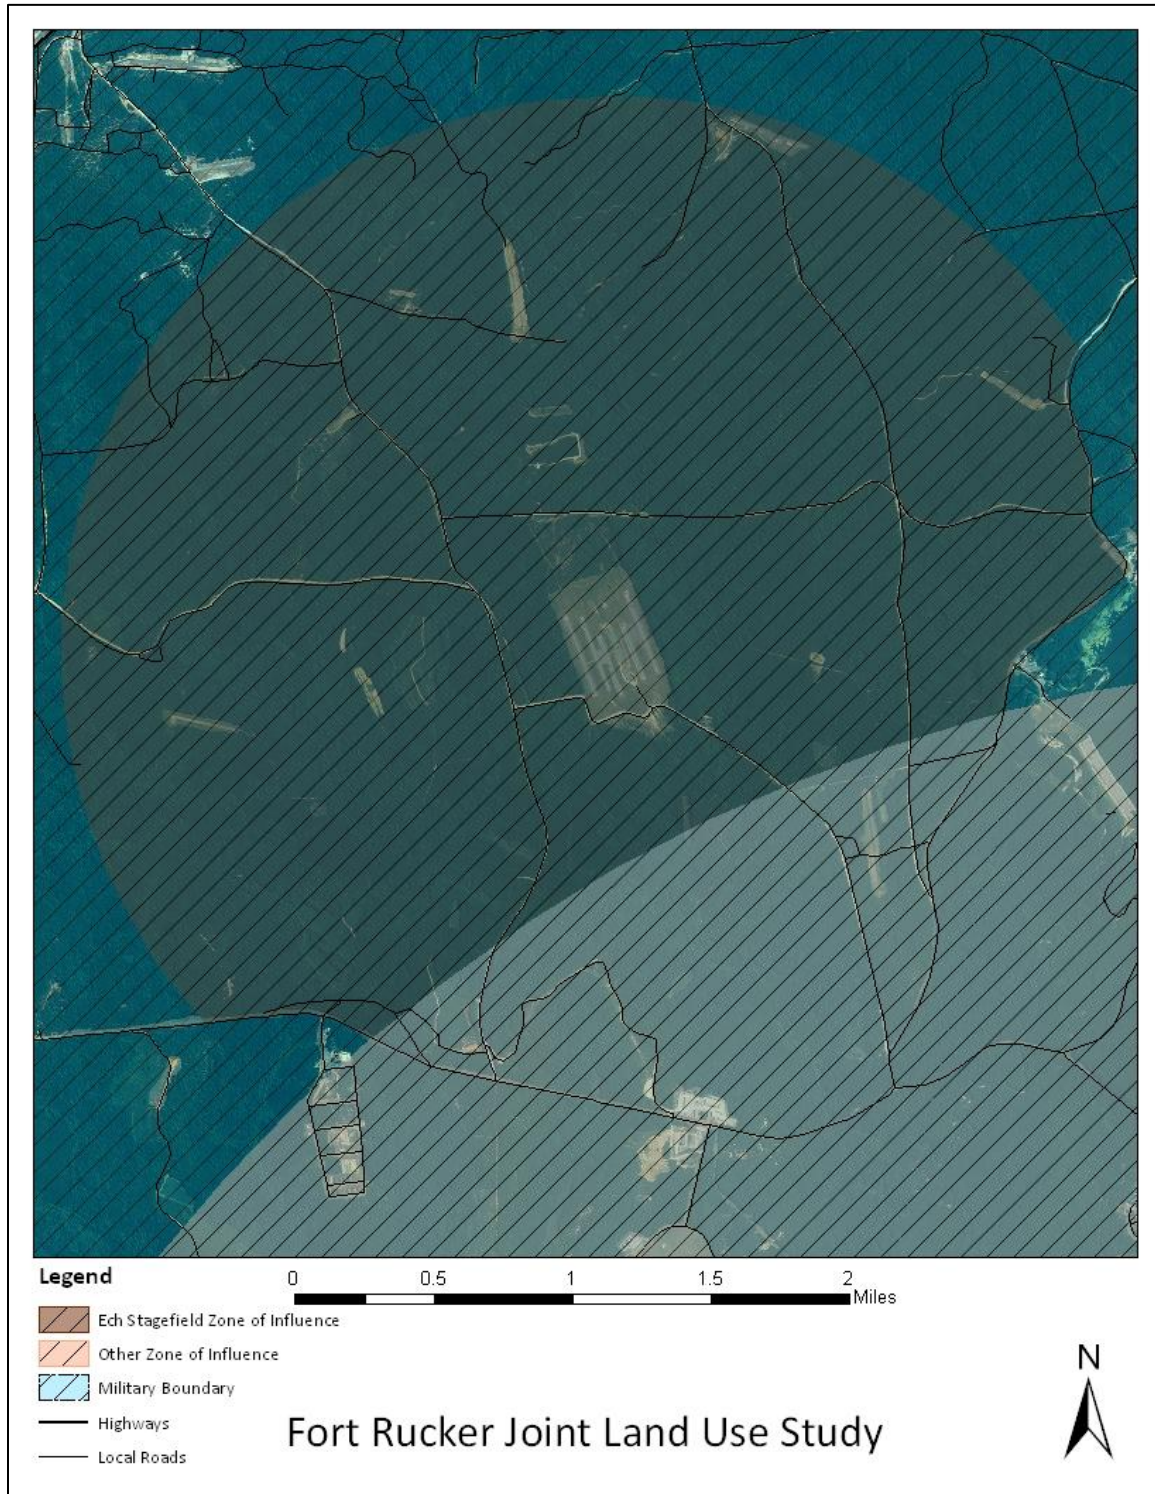 Legend
0 0.5 1 1.5 2
Miles
Ech Stagefield Zone of Influence
Other Zone of Influence
Military Boundary
Highways
Local Roads
N
Fort Rucker Joint Land Use Study